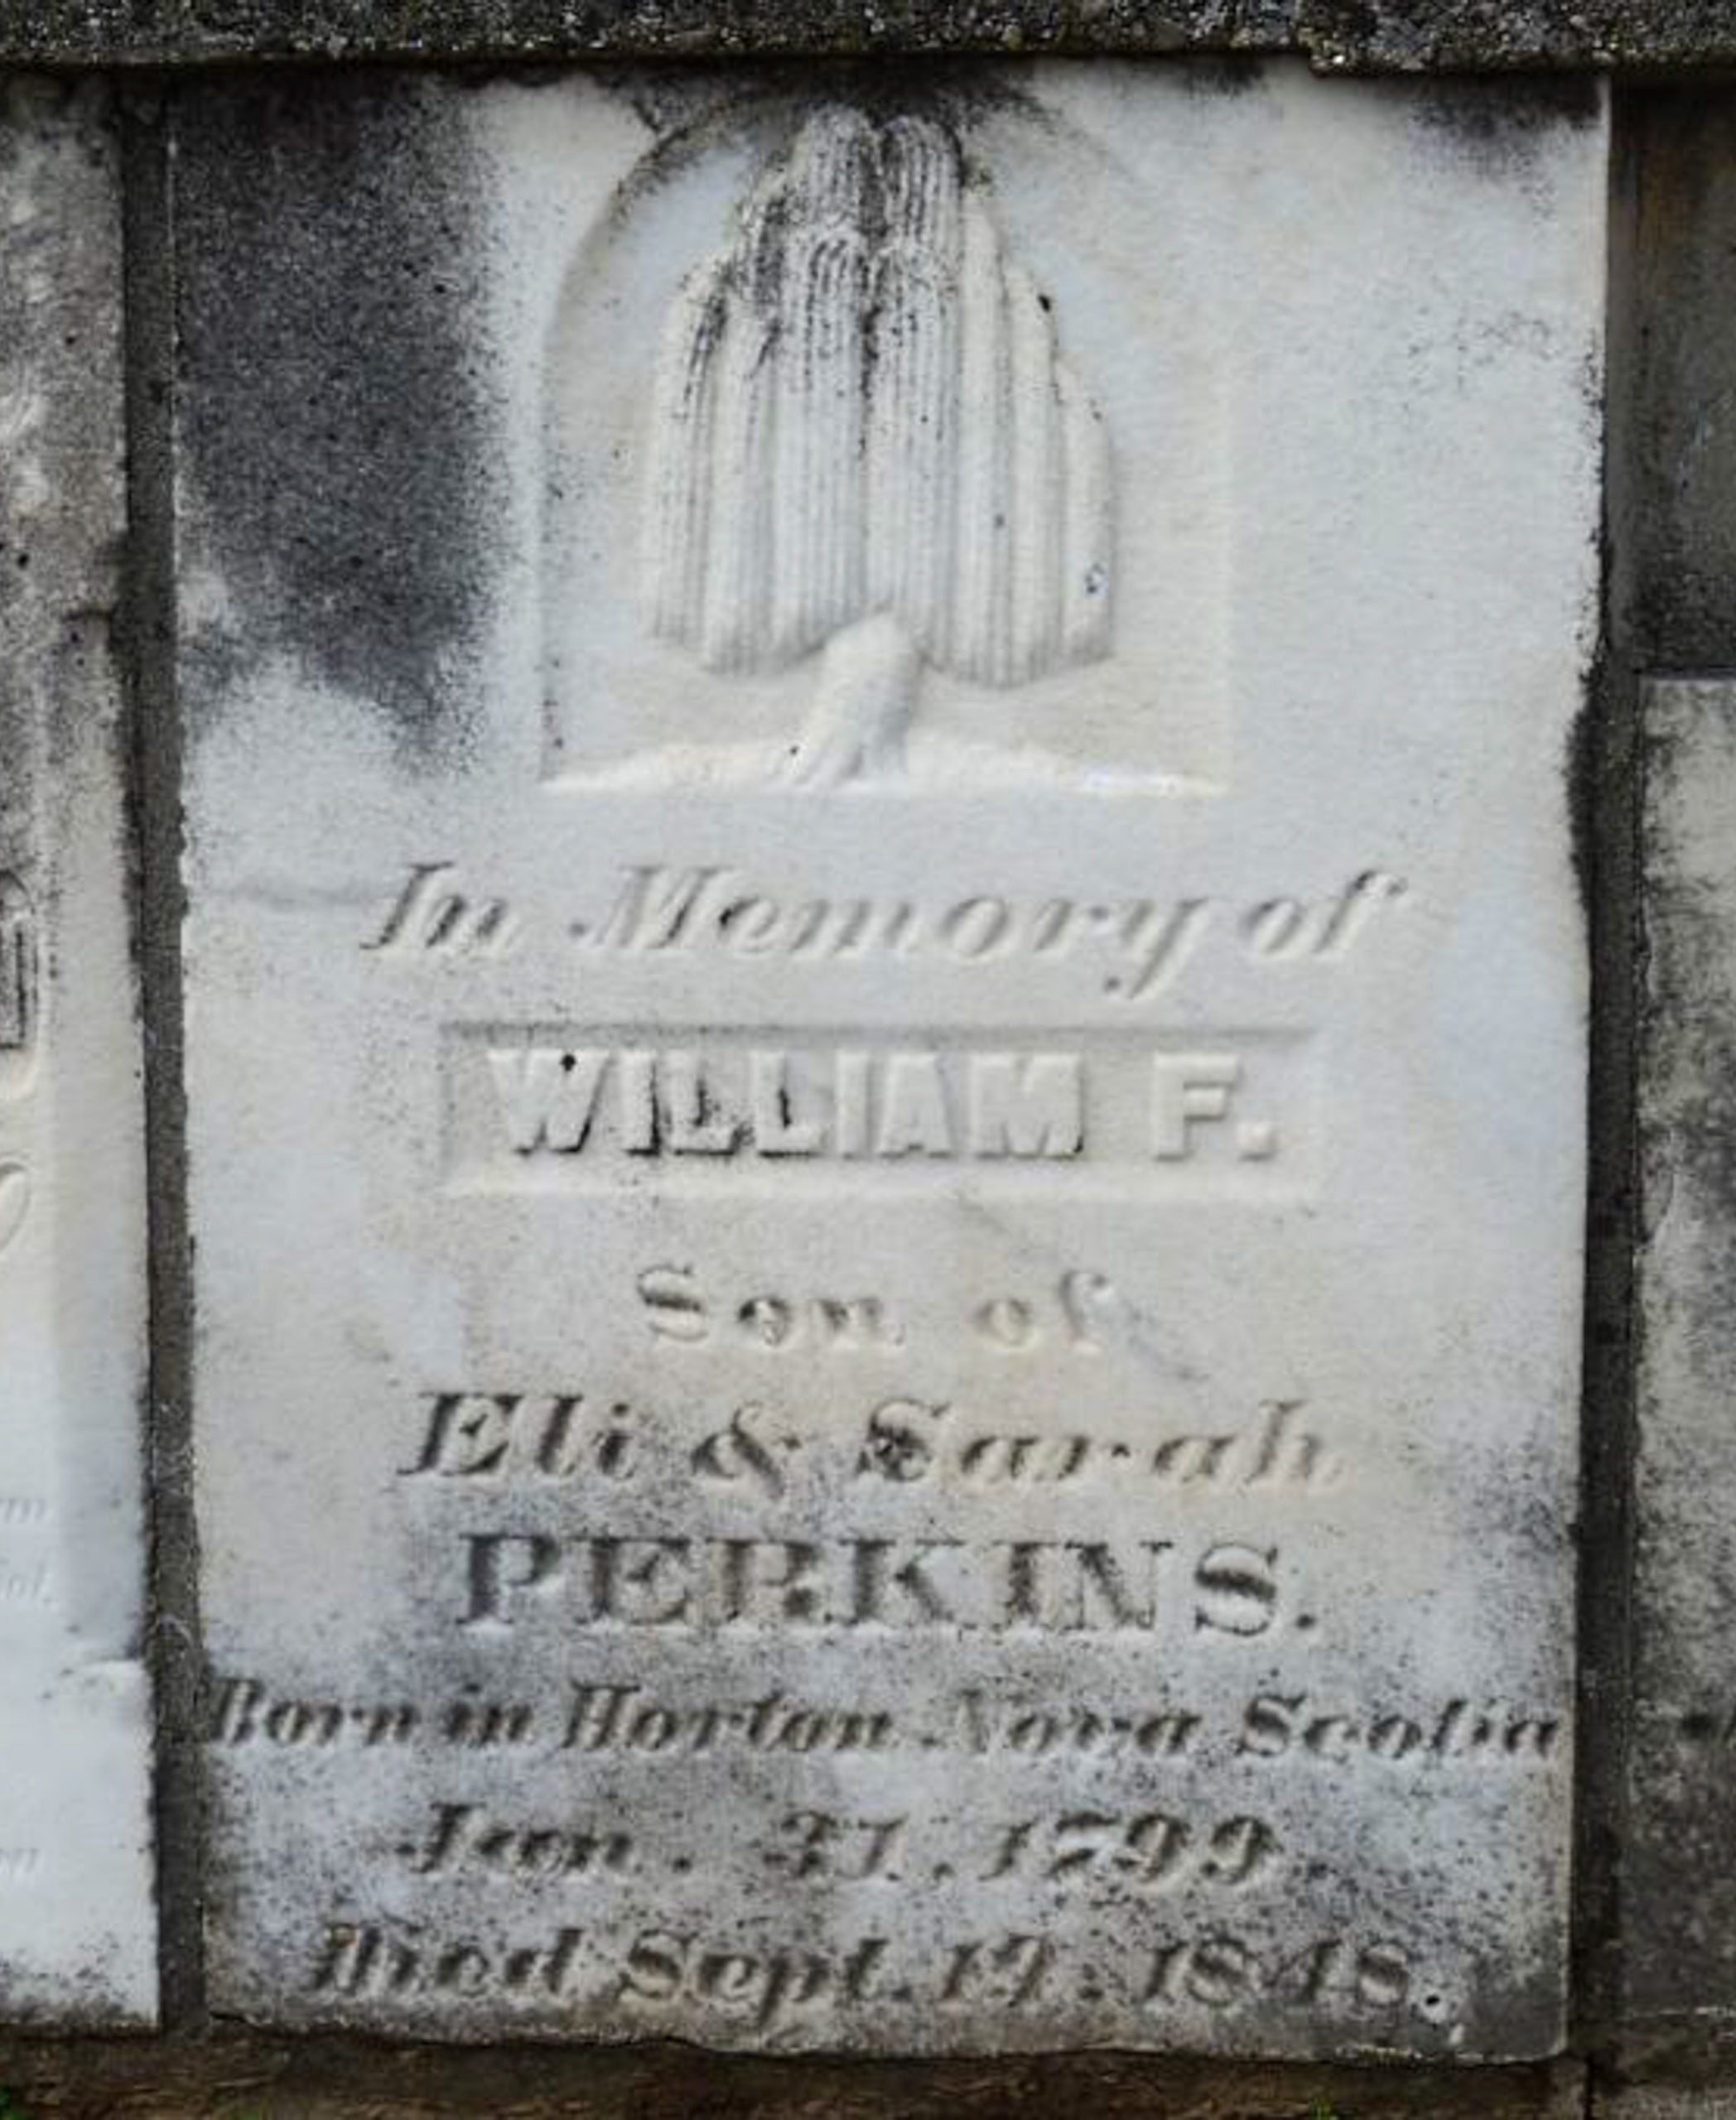 In Memory of
WILLIAM F.
Son of
Eli & Sarah
PERKINS.
Born in Horton Nova Scotia
Jan. 31. 1799
Died Sept. 1848.